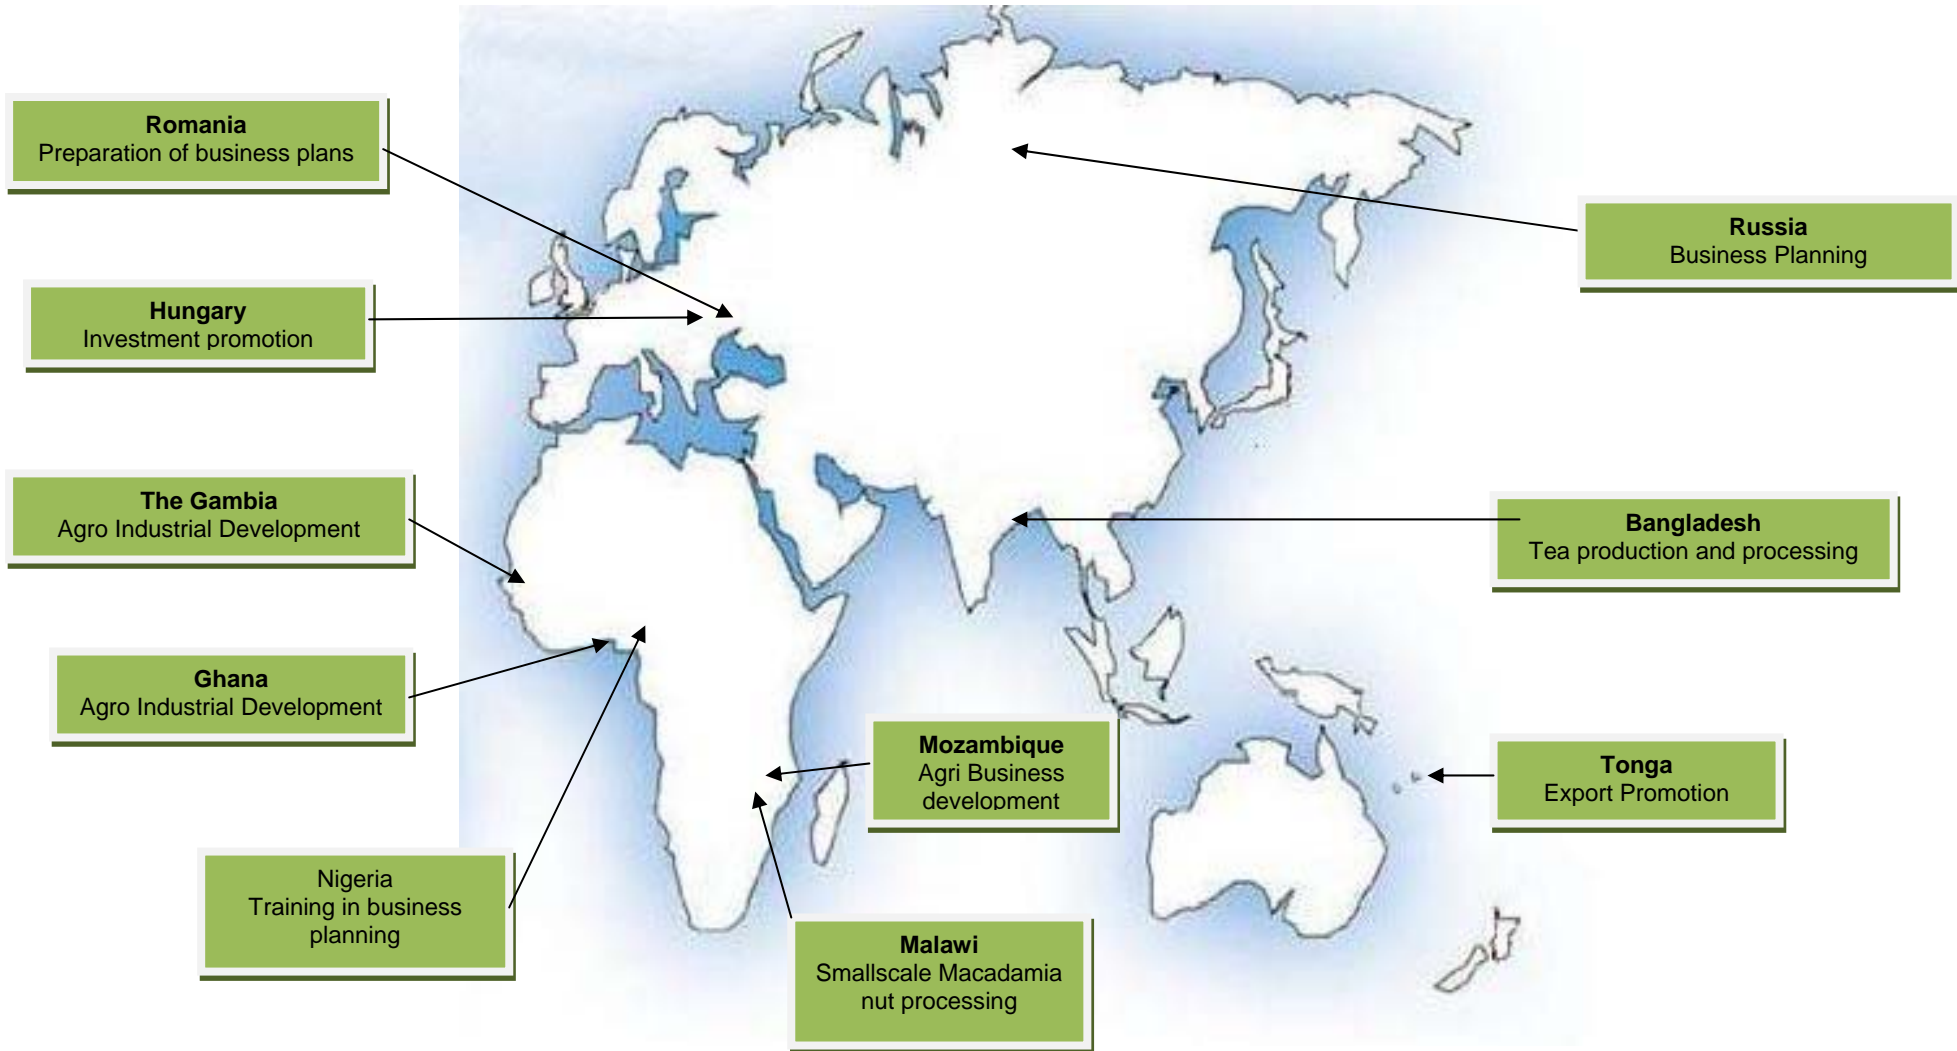 Romania
Preparation of business plans
Russia
Business Planning
Hungary
Investment promotion
The Gambia
Agro Industrial Development
Bangladesh
Tea production and processing
Ghana
Agro Industrial Development
Mozambique
Agri Business
development
Tonga
Export Promotion
Nigeria
Training in business
planning
Malawi
Smallscale Macadamia
nut processing